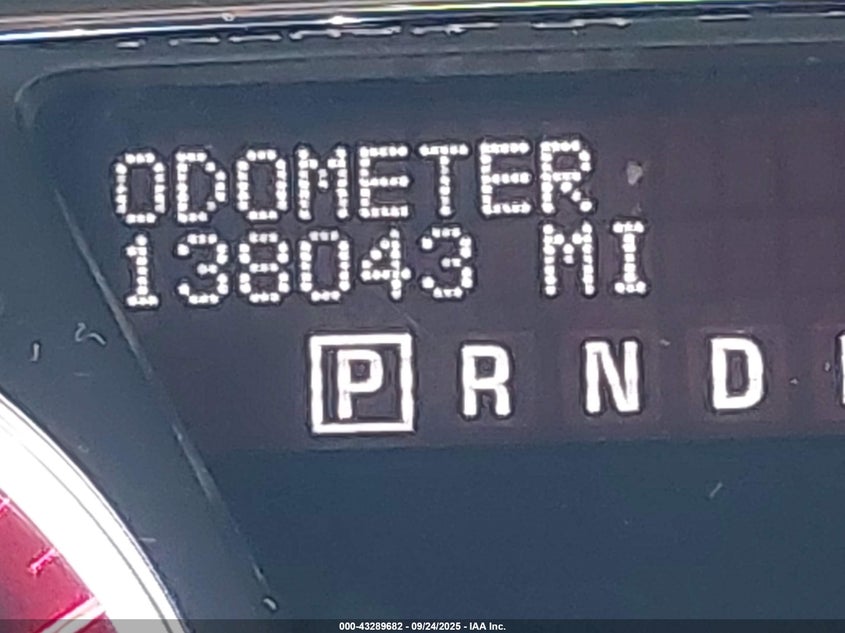 ODOMETER
138043 MI
P R N D
000-43289682 - 09/24/2025 - IAA Inc.